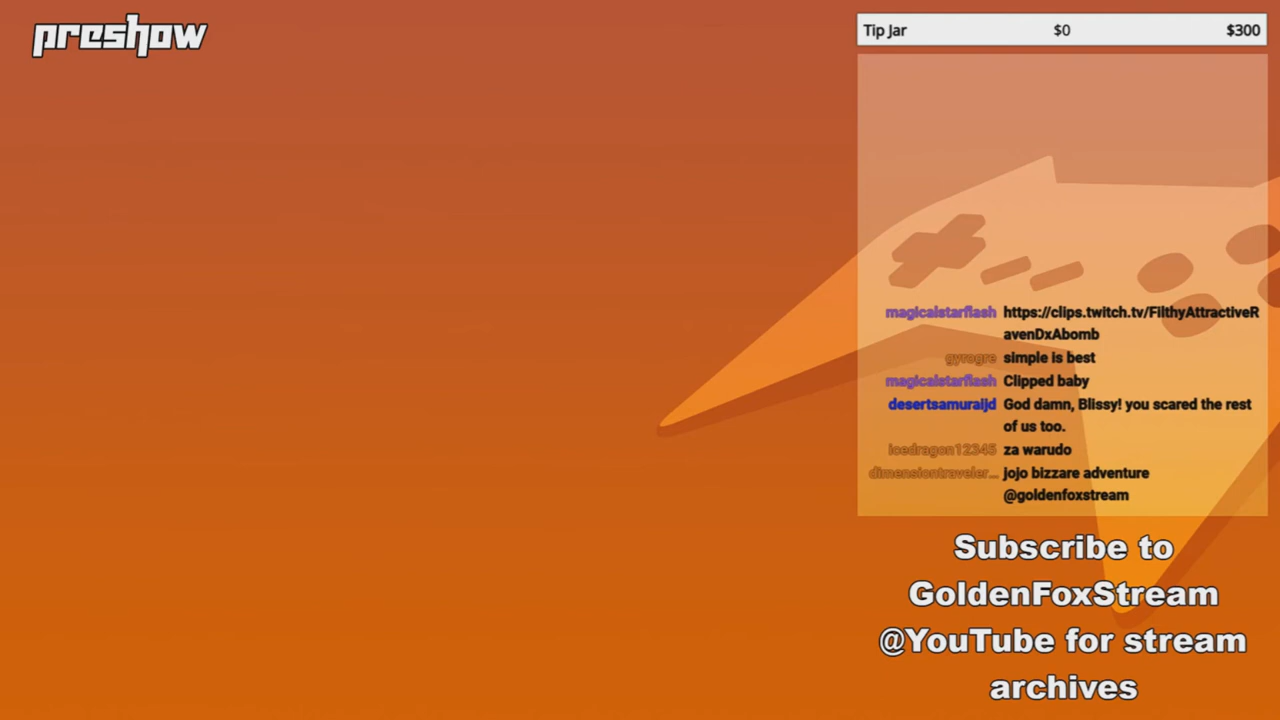 preshow
Tip Jar $0 $300
magicalstarflash https://clips.twitch.tv/FilthyAttractiveR
avenDxAbomb
gyrogre simple is best
magicalstarflash Clipped baby
desertsamuraijd God damn, Blissy! you scared the rest
of us too.
icedragon12345 za warudo
dimensiontraveler... jojo bizzare adventure
@goldenfoxstream
Subscribe to
GoldenFoxStream
@YouTube for stream
archives